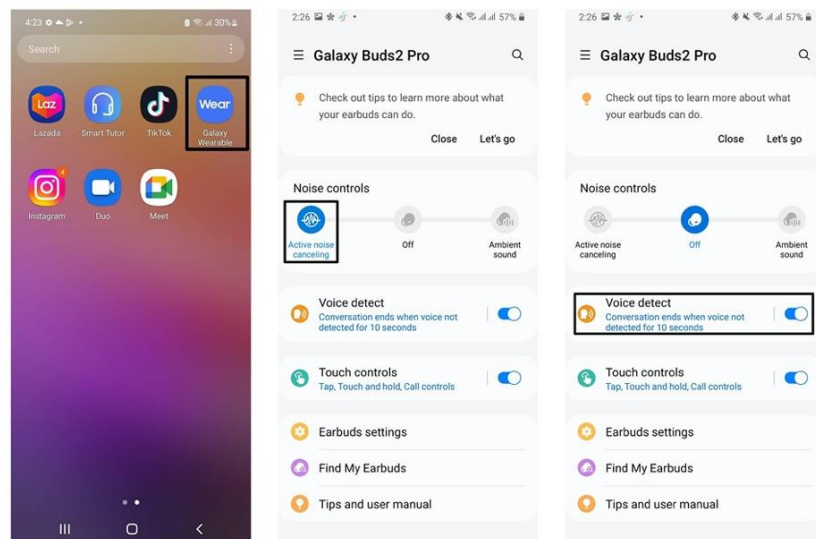 4:23
30%
Search
Laz
Wear
Lazada
Smart Tutor
TikTok
Galaxy
Wearable
4
Instagram
Duo
Meet
2:26
57%
Galaxy Buds2 Pro
Check out tips to learn more about what
your earbuds can do.
Close Let's go
Noise controls
Active noise
canceling
Off
Ambient
sound
Voice detect
Conversation ends when voice not
detected for 10 seconds
Touch controls
Tap, Touch and hold, Call controls
Earbuds settings
Find My Earbuds
Tips and user manual
2:26
57%
Galaxy Buds2 Pro
Check out tips to learn more about what
your earbuds can do.
Close Let's go
Noise controls
Active noise
canceling
Off
Ambient
sound
Voice detect
Conversation ends when voice not
detected for 10 seconds
Touch controls
Tap, Touch and hold, Call controls
Earbuds settings
Find My Earbuds
Tips and user manual